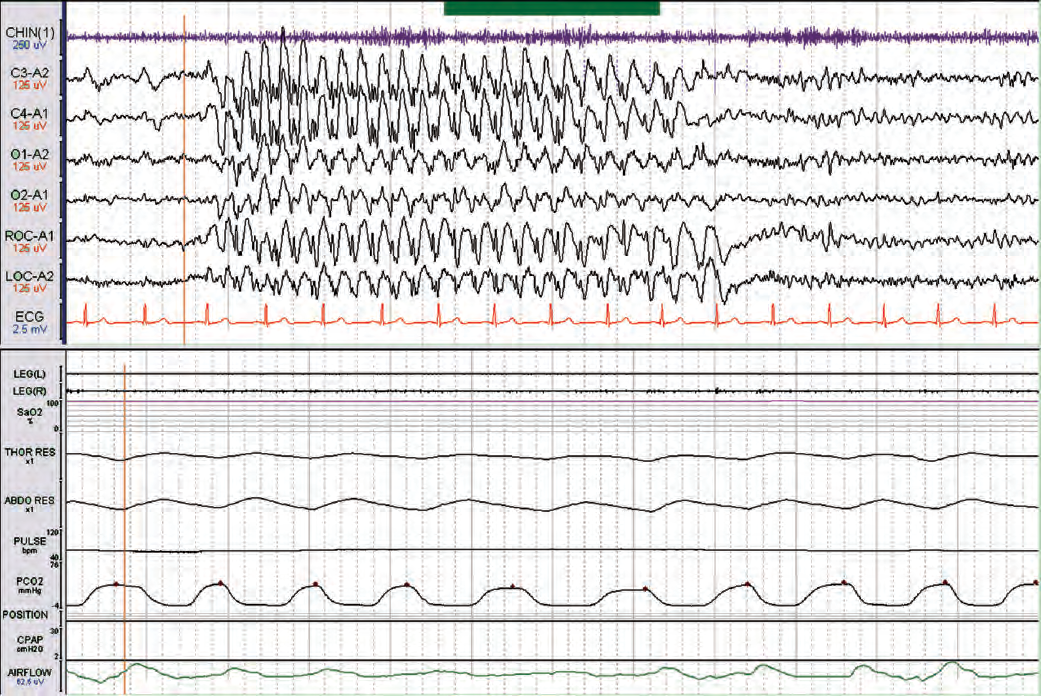 CHIN(1)
250 uV
C3-A2
125 uV
C4-A1
125 uV
O1-A2
125 uV
O2-A1
125 uV
ROC-A1
125 uV
LOC-A2
125 uV
ECG
2.5 mV
LEG(L)
LEG(R)
100
SaO2
%
0
THOR RES
x1
ABDO RES
x1
120
PULSE
bpm
40
76
PCO2
mmHg
-4
POSITION
30
CPAP
cmH2O
2
AIRFLOW
62.5 uV